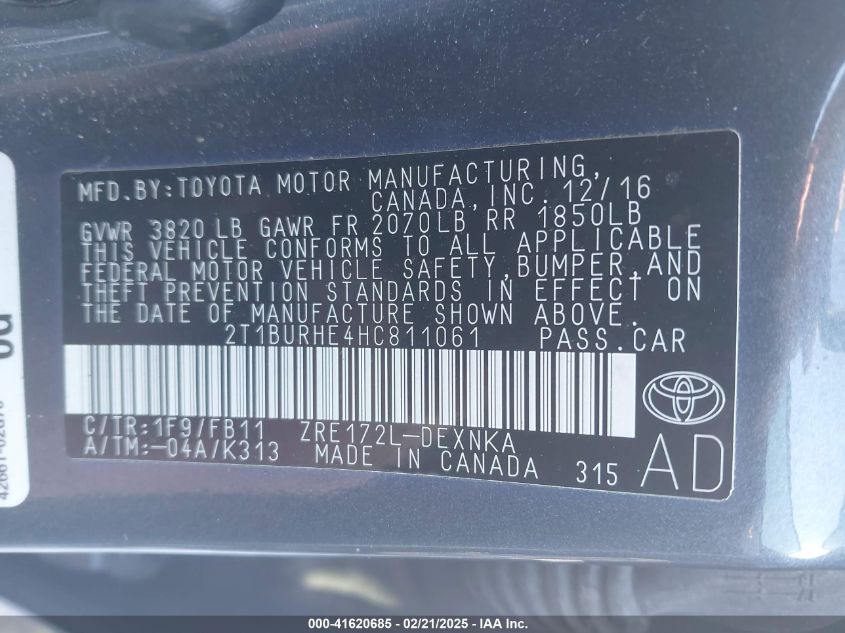 MFD.BY:TOYOTA MOTOR MANUFACTURING,
CANADA, INC. 12/16
GVWR 3820 LB GAWR FR 2070LB RR 1850LB
THIS VEHICLE CONFORMS TO ALL APPLICABLE
FEDERAL MOTOR VEHICLE SAFETY, BUMPER, AND
THEFT PREVENTION STANDARDS IN EFFECT ON
THE DATE OF MANUFACTURE SHOWN ABOVE.
2T1BURHE4HC811061 PASS.CAR
C/TR:1F9/FB11 ZRE172L-DEXNKA
A/TM:-04A/K313 MADE IN CANADA 315
AD
000-41620685 / 02/21/2025 - IAA Inc.